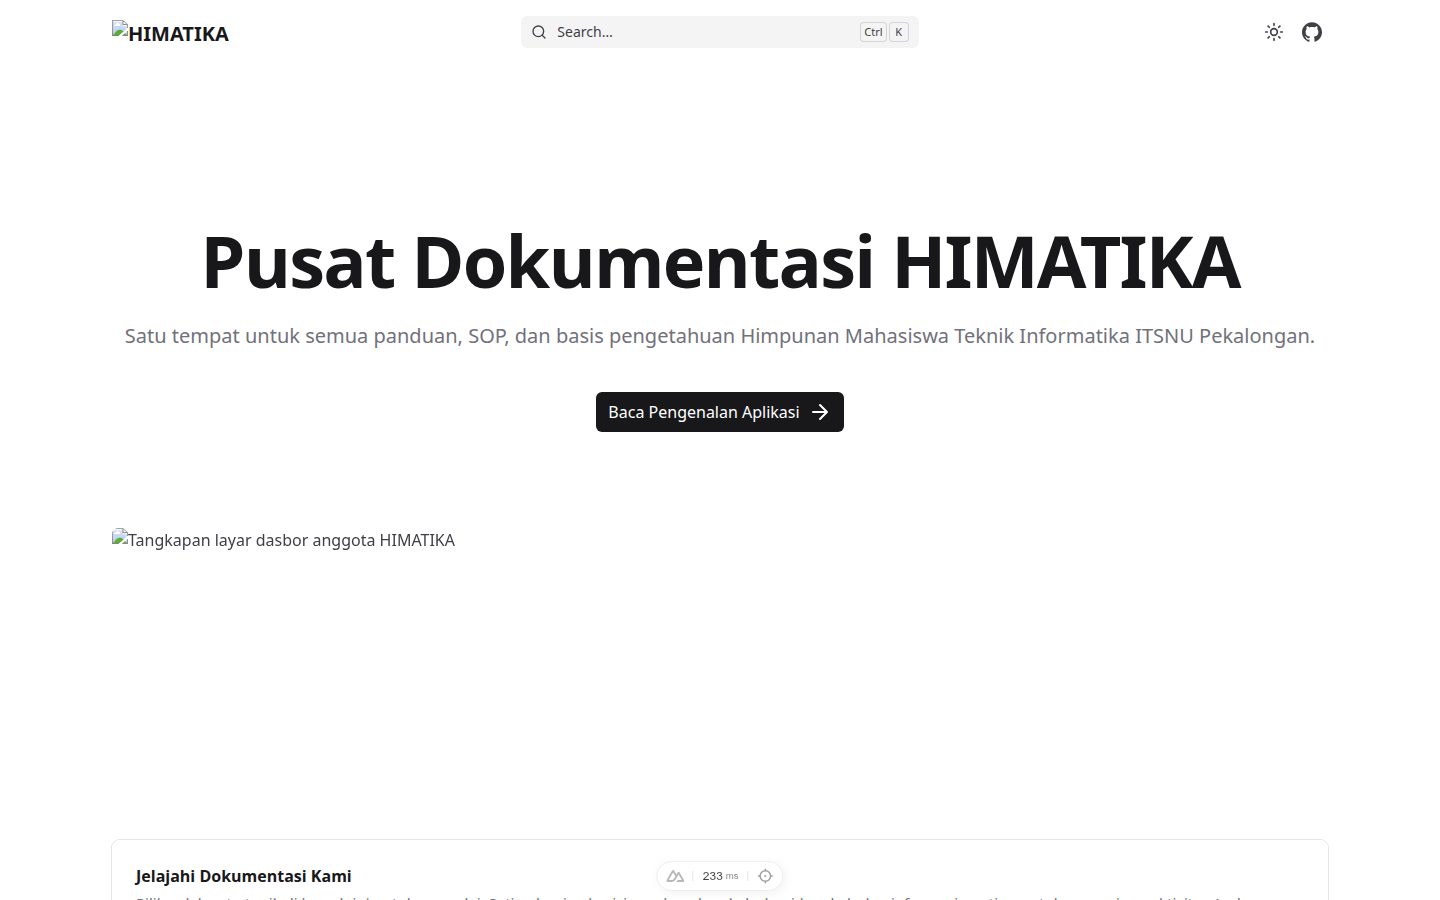 HIMATIKA
Search...
Ctrl K
Pusat Dokumentasi HIMATIKA
Satu tempat untuk semua panduan, SOP, dan basis pengetahuan Himpunan Mahasiswa Teknik Informatika ITSNU Pekalongan.
Baca Pengenalan Aplikasi
Tangkapan layar dasbor anggota HIMATIKA
Jelajahi Dokumentasi Kami
233 ms